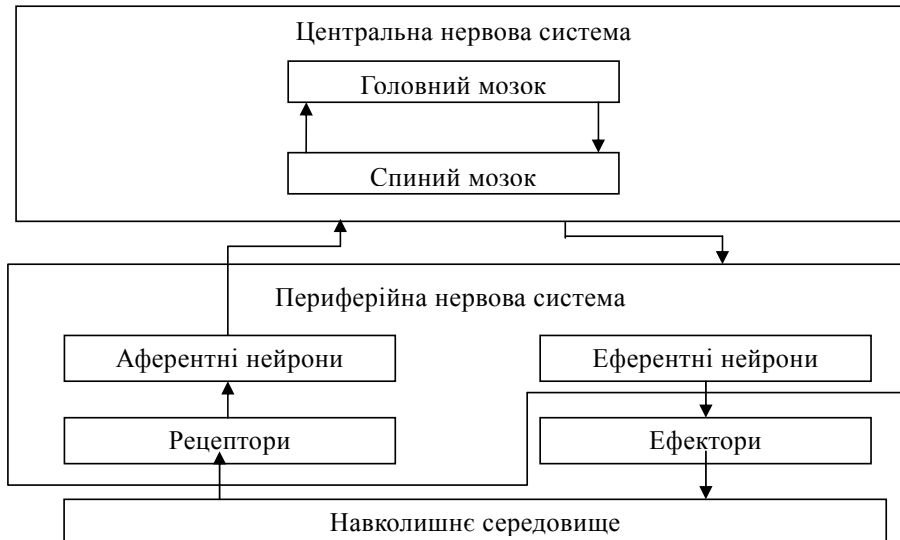 Центральна нервова система
Головний мозок
Спиний мозок
Периферійна нервова система
Аферентні нейрони
Еферентні нейрони
Рецептори
Ефектори
Навколишнє середовище